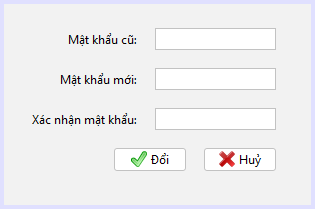 Mật khẩu cũ:
Mật khẩu mới:
Xác nhận mật khẩu:
Đổi Huỷ